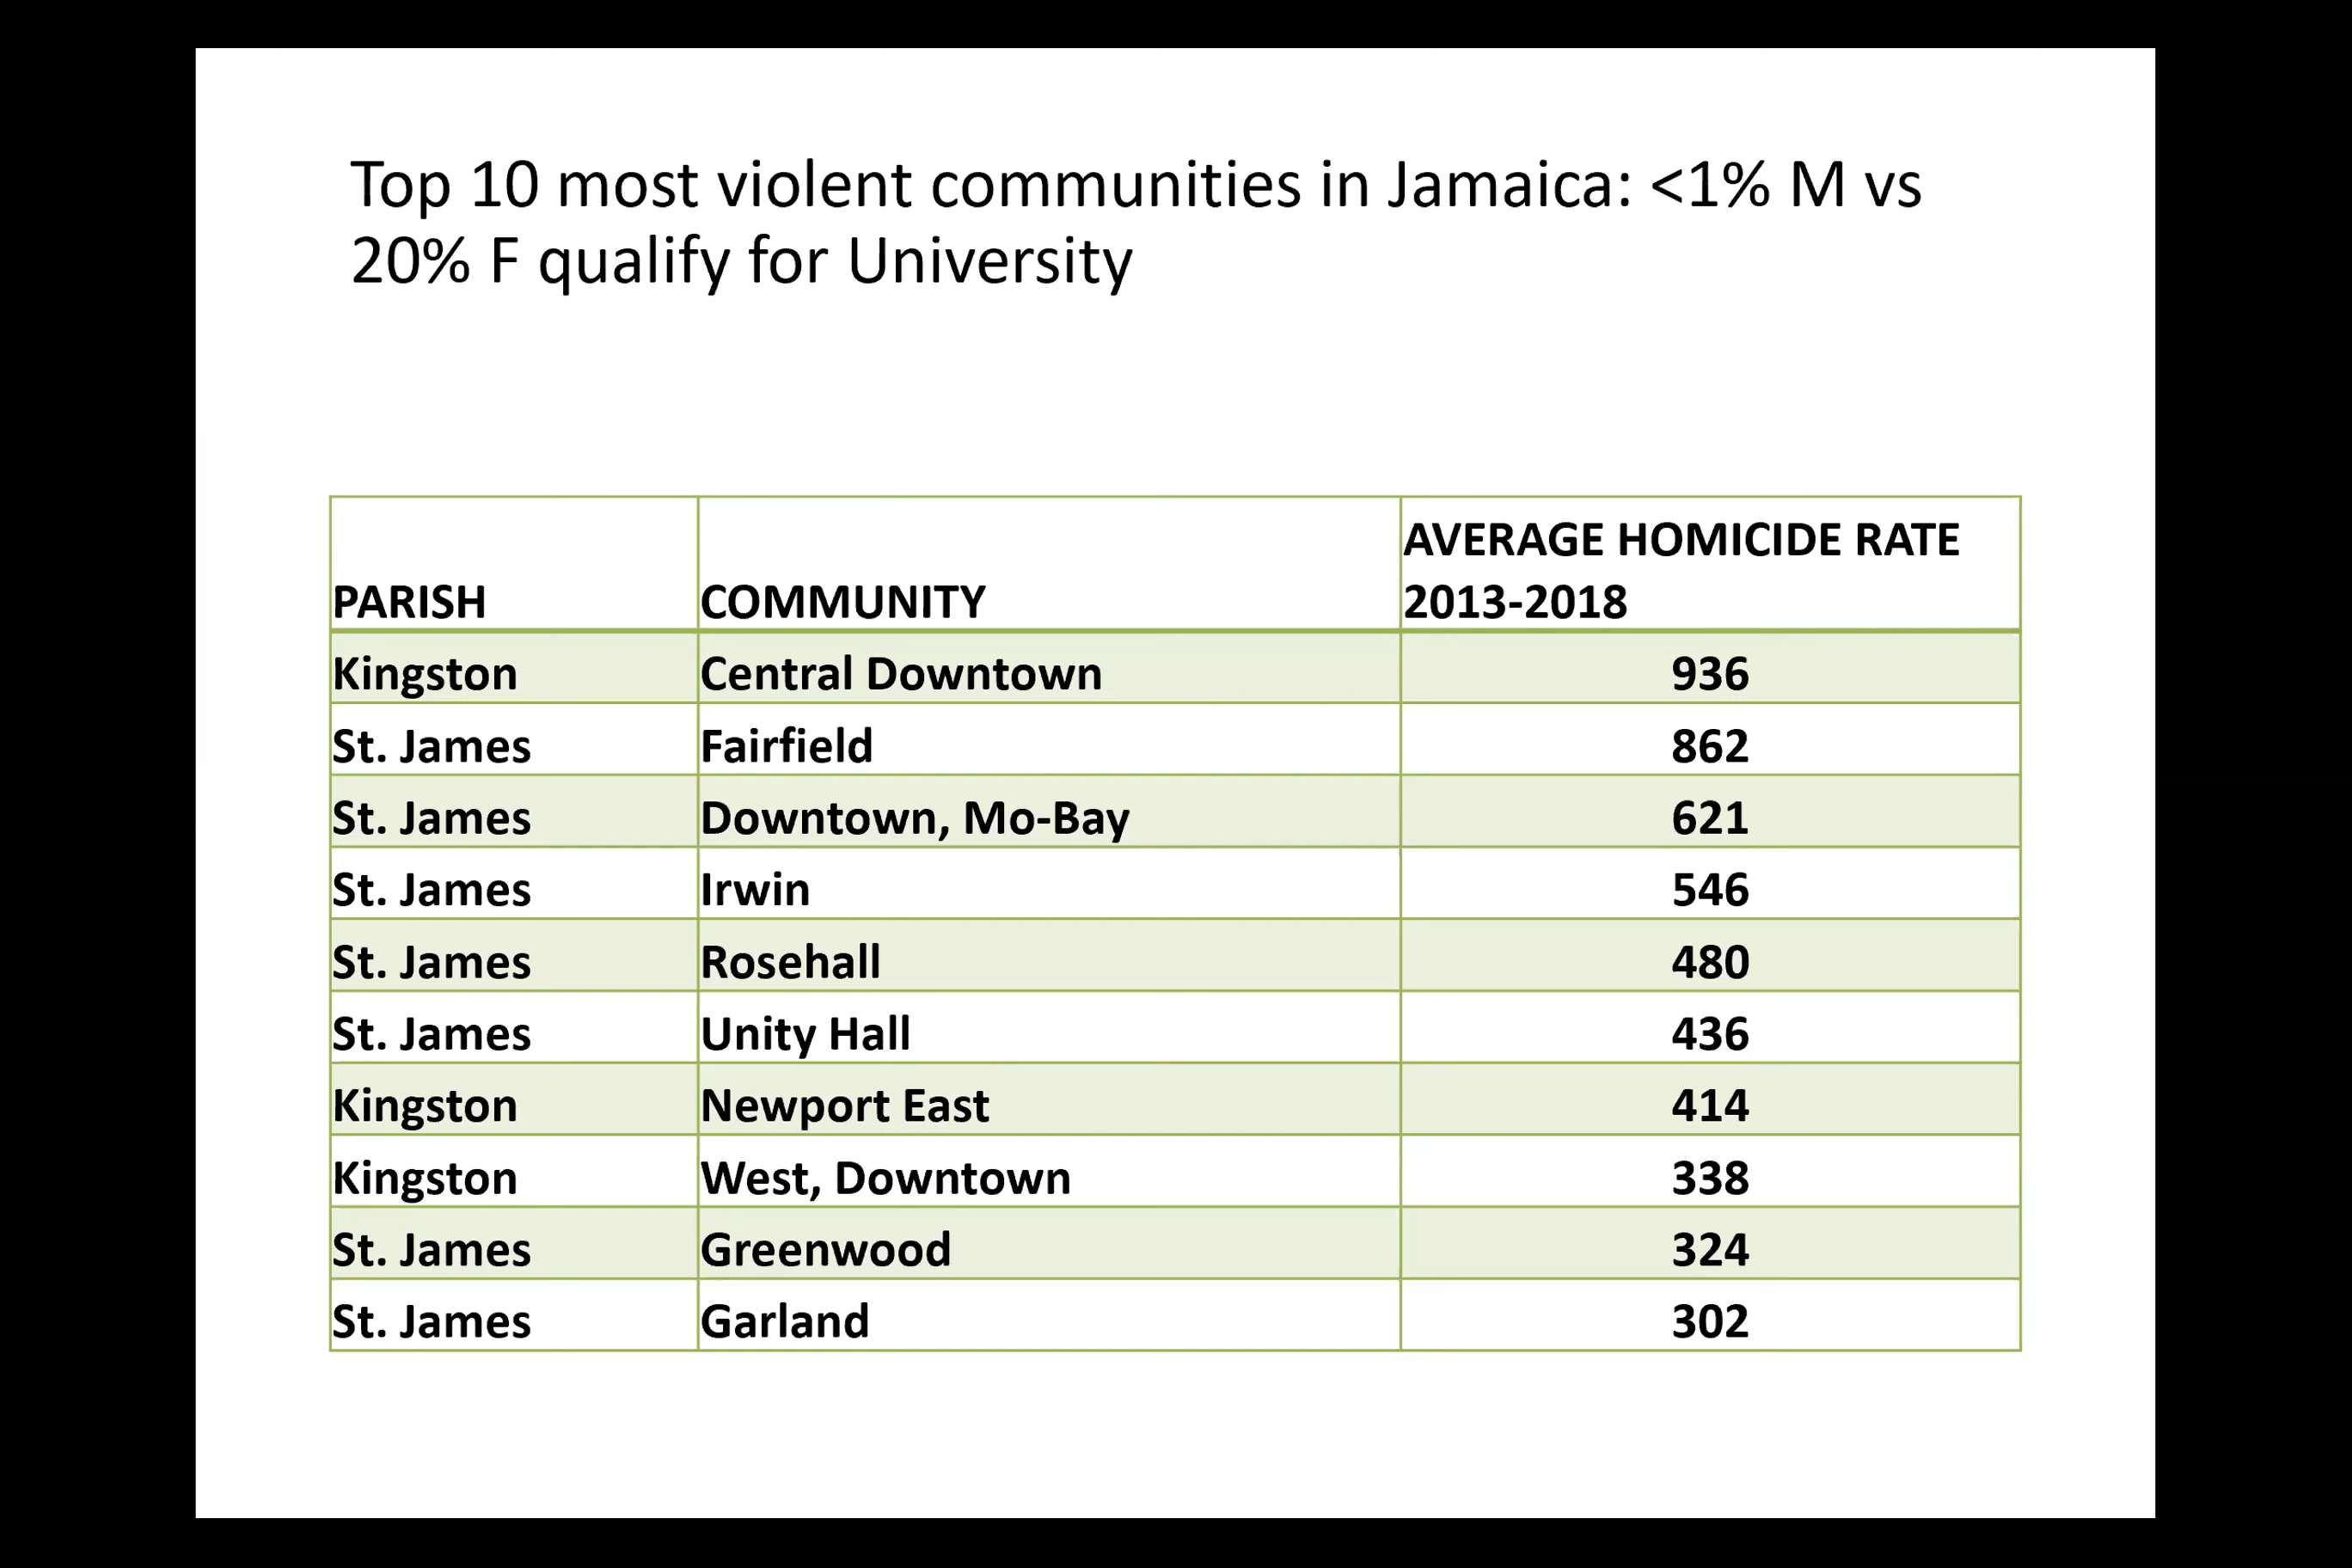 Top 10 most violent communities in Jamaica: <1% M vs
20% F qualify for University
PARISH COMMUNITY AVERAGE HOMICIDE RATE 2013-2018
Kingston Central Downtown 936
St. James Fairfield 862
St. James Downtown, Mo-Bay 621
St. James Irwin 546
St. James Rosehall 480
St. James Unity Hall 436
Kingston Newport East 414
Kingston West, Downtown 338
St. James Greenwood 324
St. James Garland 302